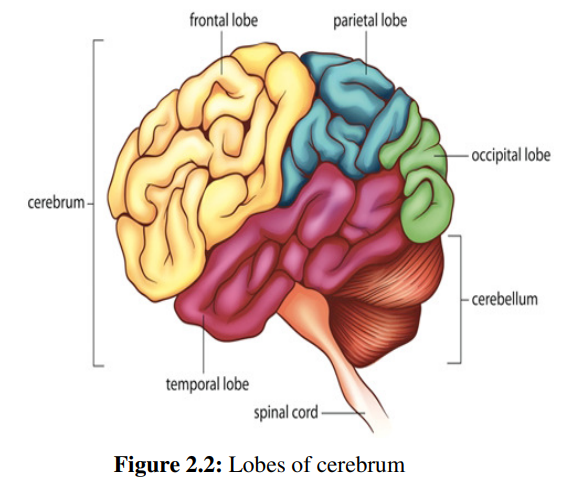 frontal lobe
parietal lobe
occipital lobe
cerebrum
cerebellum
temporal lobe
spinal cord
Figure 2.2: Lobes of cerebrum